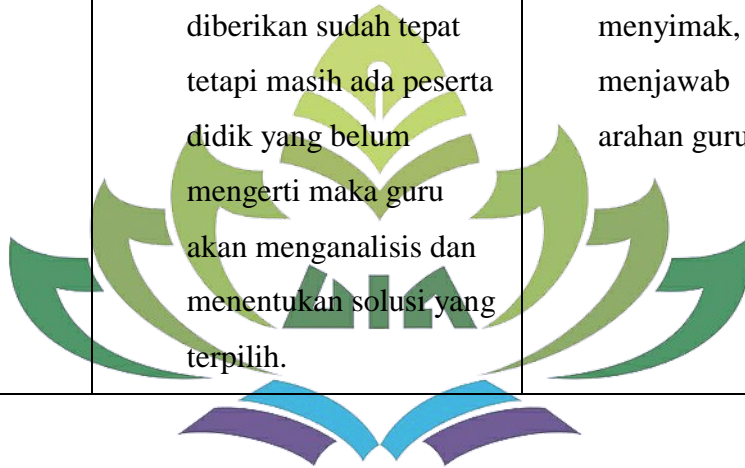 diberikan sudah tepat
tetapi masih ada peserta
didik yang belum
mengerti maka guru
akan menganalisis dan
menentukan solusi yang
terpilih.
menyimak,
menjawab
arahan guru
UIN